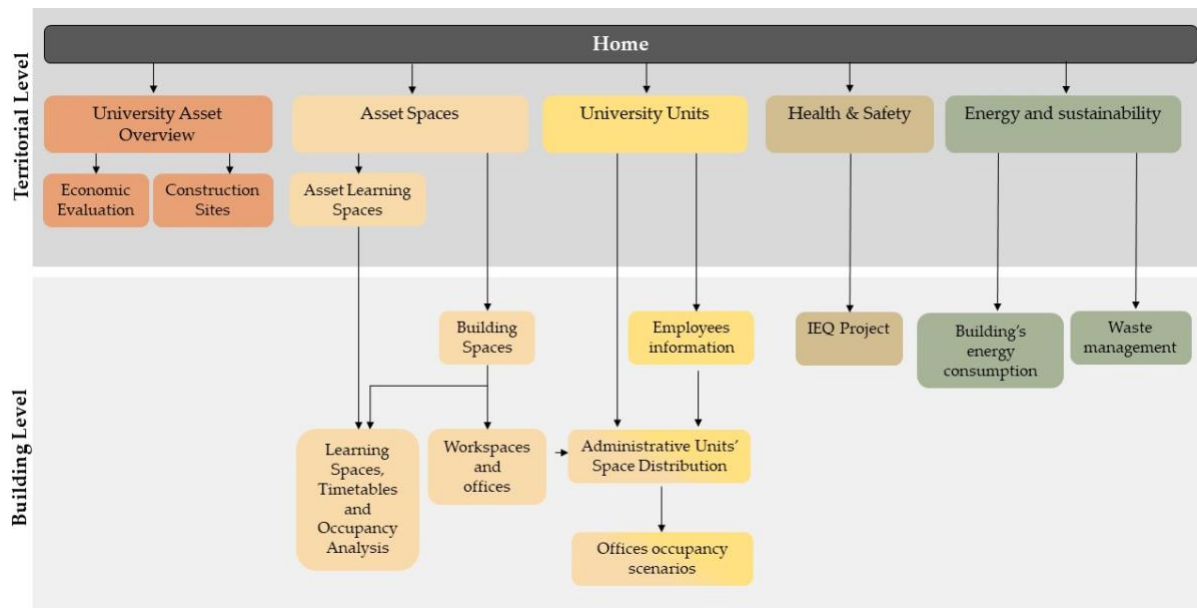 Territorial Level
Home
University Asset
Overview
Asset Spaces
University Units
Health & Safety
Energy and sustainability
Economic
Evaluation
Construction
Sites
Asset Learning
Spaces
Building Level
Building
Spaces
Employees
information
IEQ Project
Building's
energy
consumption
Waste
management
Learning
Spaces,
Timetables
and
Occupancy
Analysis
Workspaces
and
offices
Administrative Units'
Space Distribution
Offices occupancy
scenarios